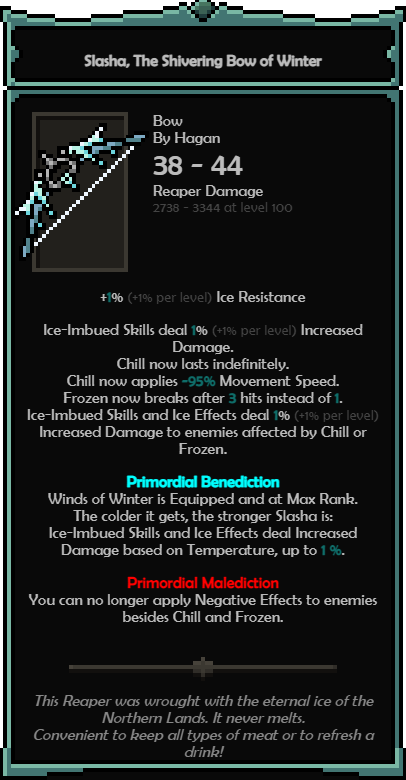 Slasha, The Shivering Bow of Winter
Bow
By Hagan
38 - 44
Reaper Damage
2738 - 3344 at level 100
+1% (+1% per level) Ice Resistance
Ice-Imbued Skills deal 1% (+1% per level) Increased
Damage.
Chill now lasts indefinitely.
Chill now applies -95% Movement Speed.
Frozen now breaks after 3 hits instead of 1.
Ice-Imbued Skills and Ice Effects deal 1% (+1% per level)
Increased Damage to enemies affected by Chill or
Frozen.
Primordial Benediction
Winds of Winter is Equipped and at Max Rank.
The colder it gets, the stronger Slasha is:
Ice-Imbued Skills and Ice Effects deal Increased
Damage based on Temperature, up to 1 %.
Primordial Malediction
You can no longer apply Negative Effects to enemies
besides Chill and Frozen.
This Reaper was wrought with the eternal ice of the
Northern Lands. It never melts.
Convenient to keep all types of meat or to refresh a
drink!